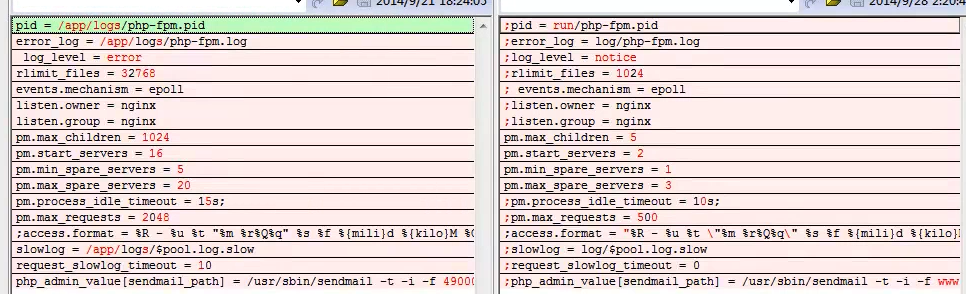 2014/9/21 18:24:05
pid = /app/logs/php-fpm.pid
error_log = /app/logs/php-fpm.log
log_level = error
rlimit_files = 32768
events.mechanism = epoll
listen.owner = nginx
listen.group = nginx
pm.max_children = 1024
pm.start_servers = 16
pm.min_spare_servers = 5
pm.max_spare_servers = 20
pm.process_idle_timeout = 15s;
pm.max_requests = 2048
;access.format = %R - %u %t "%m %r%Q%q" %s %f %{mili}d %{kilo}M
slowlog = /app/logs/$pool.log.slow
request_slowlog_timeout = 10
php_admin_value[sendmail_path] = /usr/sbin/sendmail -t -i -f 4900
2014/9/28 2:20:4
;pid = run/php-fpm.pid
;error_log = log/php-fpm.log
;log_level = notice
;rlimit_files = 1024
; events.mechanism = epoll
;listen.owner = nginx
;listen.group = nginx
pm.max_children = 5
pm.start_servers = 2
pm.min_spare_servers = 1
pm.max_spare_servers = 3
;pm.process_idle_timeout = 10s;
;pm.max_requests = 500
;access.format = "%R - %u %t \"%m %r%Q%q\" %s %f %{mili}d %{kilo}
;slowlog = log/$pool.log.slow
;request_slowlog_timeout = 0
;php_admin_value[sendmail_path] = /usr/sbin/sendmail -t -i -f www